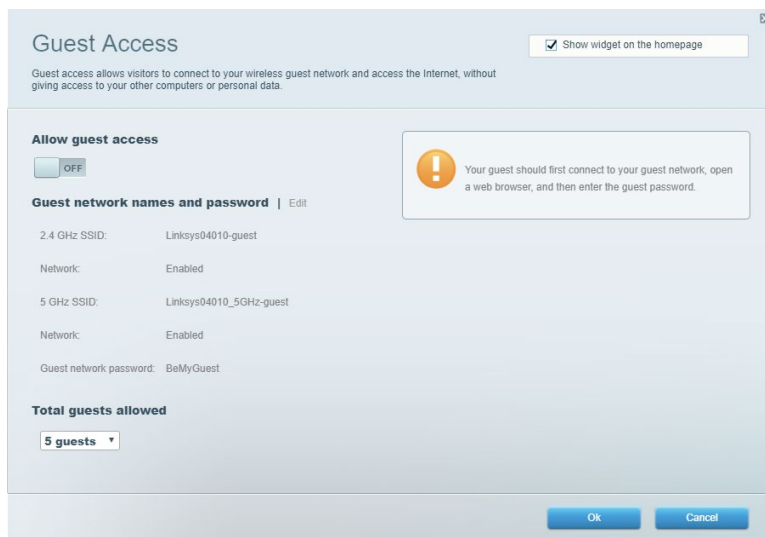 Guest Access
Show widget on the homepage
Guest access allows visitors to connect to your wireless guest network and access the Internet, without
giving access to your other computers or personal data.
Allow guest access
OFF
Your guest should first connect to your guest network, open
a web browser, and then enter the guest password.
Guest network names and password | Edit
2.4 GHz SSID: Linksys04010-guest
Network: Enabled
5 GHz SSID: Linksys04010_5GHz-guest
Network: Enabled
Guest network password: BeMyGuest
Total guests allowed
5 guests
Ok Cancel